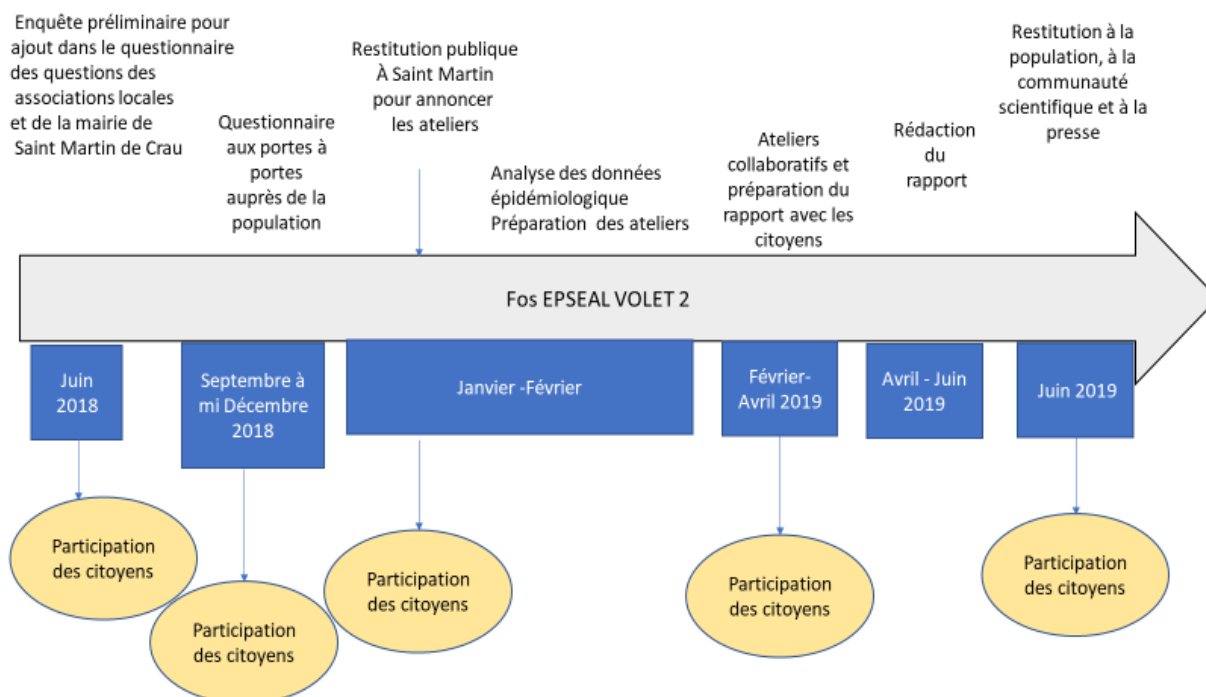 Enquête préliminaire pour
ajout dans le questionnaire
des questions des
associations locales
et de la mairie de
Saint Martin de Crau
Questionnaire
aux portes à
portes
auprès de la
population
Restitution publique
À Saint Martin
pour annoncer
les ateliers
Analyse des données
épidémiologique
Préparation des ateliers
Ateliers
collaboratifs et
préparation du
rapport avec les
citoyens
Rédaction
du
rapport
Restitution à la
population, à la
communauté
scientifique et à la
presse
Fos EPSEAL VOLET 2
Juin
2018
Septembre à
mi Décembre
2018
Janvier -Février
Février-
Avril 2019
Avril - Juin
2019
Juin 2019
Participation
des citoyens
Participation
des citoyens
Participation
des citoyens
Participation
des citoyens
Participation
des citoyens